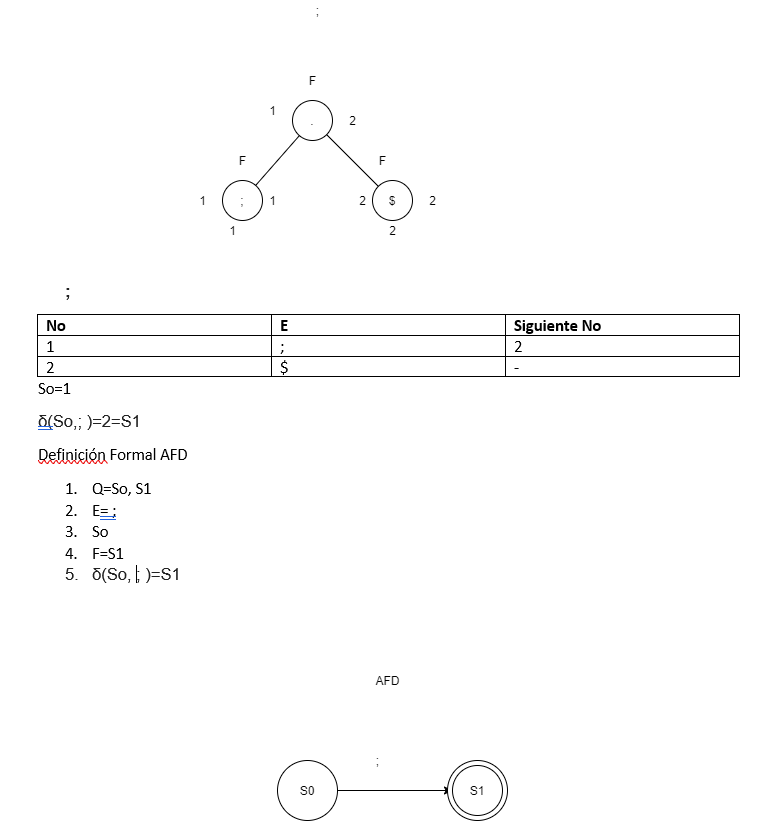 ;
F
1 . 2
F F
1 ; 1 2 $ 2
1 2
;
No E Siguiente No
1 ; 2
2 $ -
So=1
δ(So,; )=2=S1
Definición Formal AFD
1. Q=So, S1
2. E= ;
3. So
4. F=S1
5. δ(So, ; )=S1
AFD
;
S0 S1